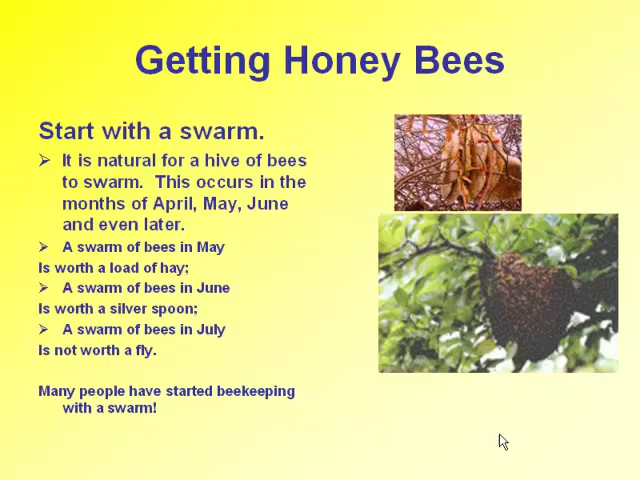 Getting Honey Bees
Start with a swarm.
It is natural for a hive of bees
to swarm. This occurs in the
months of April, May, June
and even later.
A swarm of bees in May
Is worth a load of hay;
A swarm of bees in June
Is worth a silver spoon;
A swarm of bees in July
Is not worth a fly.
Many people have started beekeeping
with a swarm!